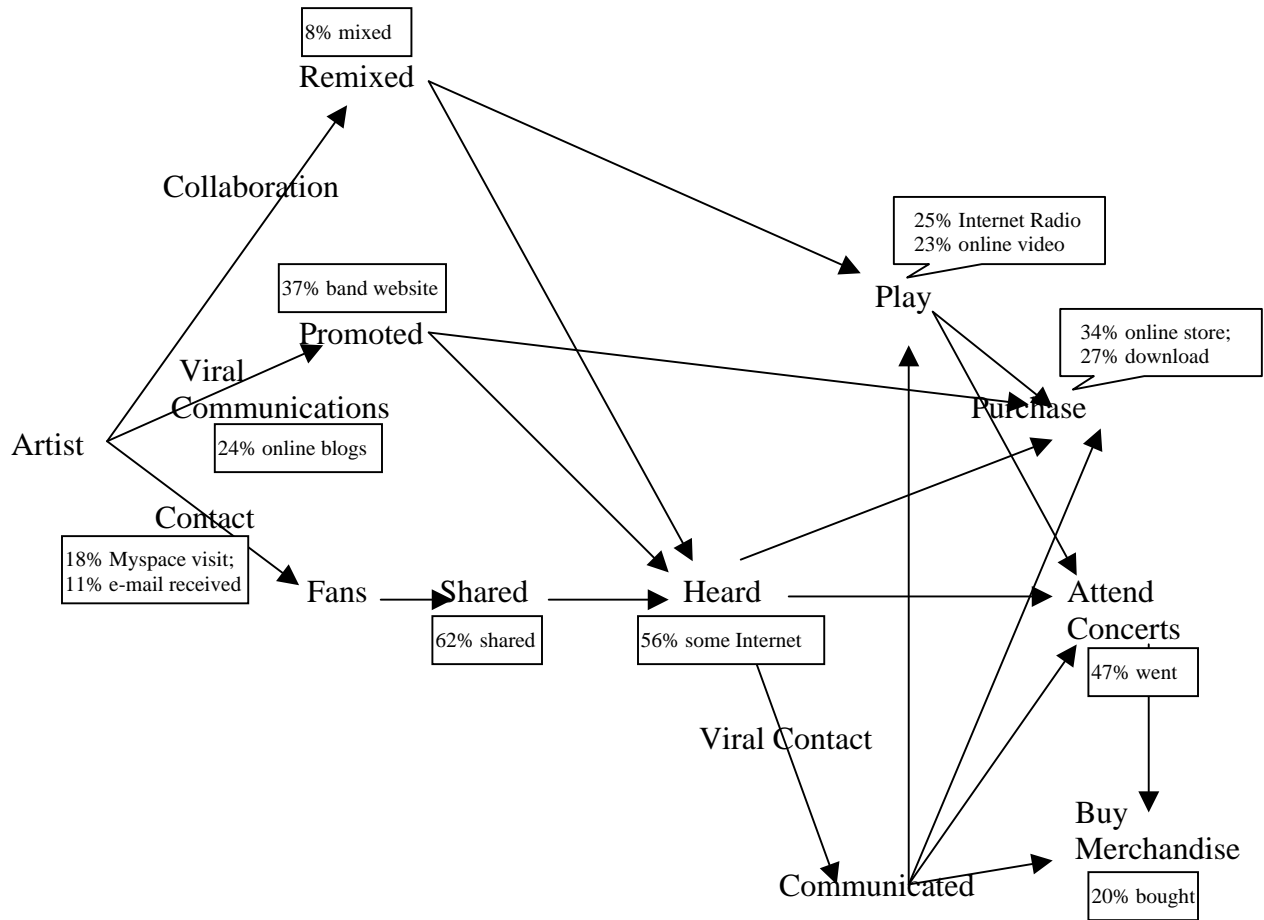 8% mixed
Remixed
Collaboration
25% Internet Radio
23% online video
37% band website
Play
Promoted
34% online store;
27% download
Viral
Communications
Purchase
Artist
24% online blogs
Contact
18% Myspace visit;
11% e-mail received
Fans
Shared
Heard
Attend
Concerts
62% shared
56% some Internet
47% went
Viral Contact
Buy
Merchandise
Communicated
20% bought